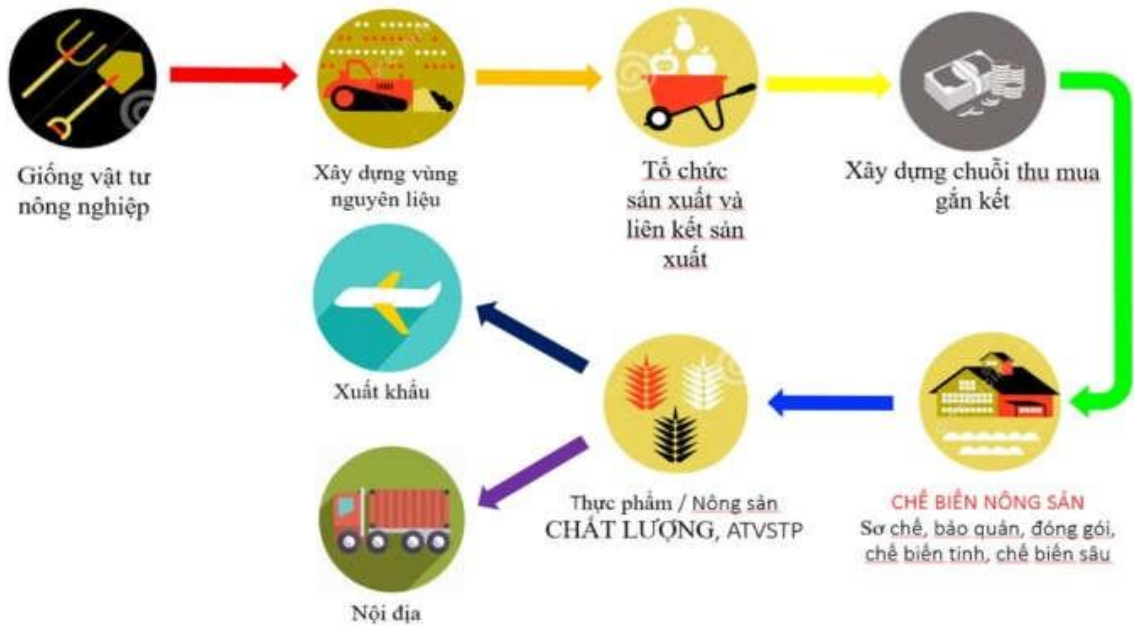 Giống vật tư
nông nghiệp
Xây dựng vùng
nguyên liệu
Tổ chức
sản xuất và
liên kết sản
xuất
Xây dựng chuỗi thu mua
gắn kết
Xuất khẩu
Nội địa
Thực phẩm / Nông sản
CHẤT LƯỢNG, ATVSTP
CHẾ BIẾN NÔNG SẢN
Sơ chế, bảo quản, đóng gói,
chế biến tinh, chế biến sâu